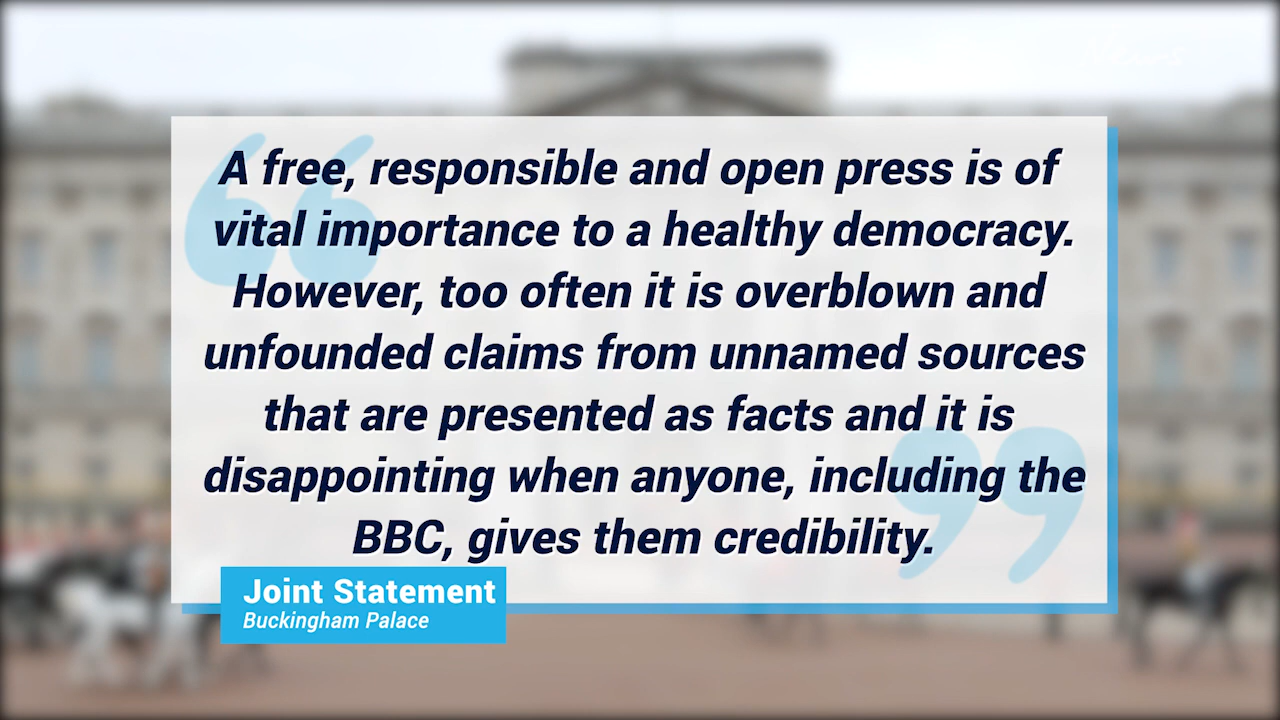 A free, responsible and open press is of
vital importance to a healthy democracy.
However, too often it is overblown and
unfounded claims from unnamed sources
that are presented as facts and it is
disappointing when anyone, including the
BBC, gives them credibility.
Joint Statement
Buckingham Palace